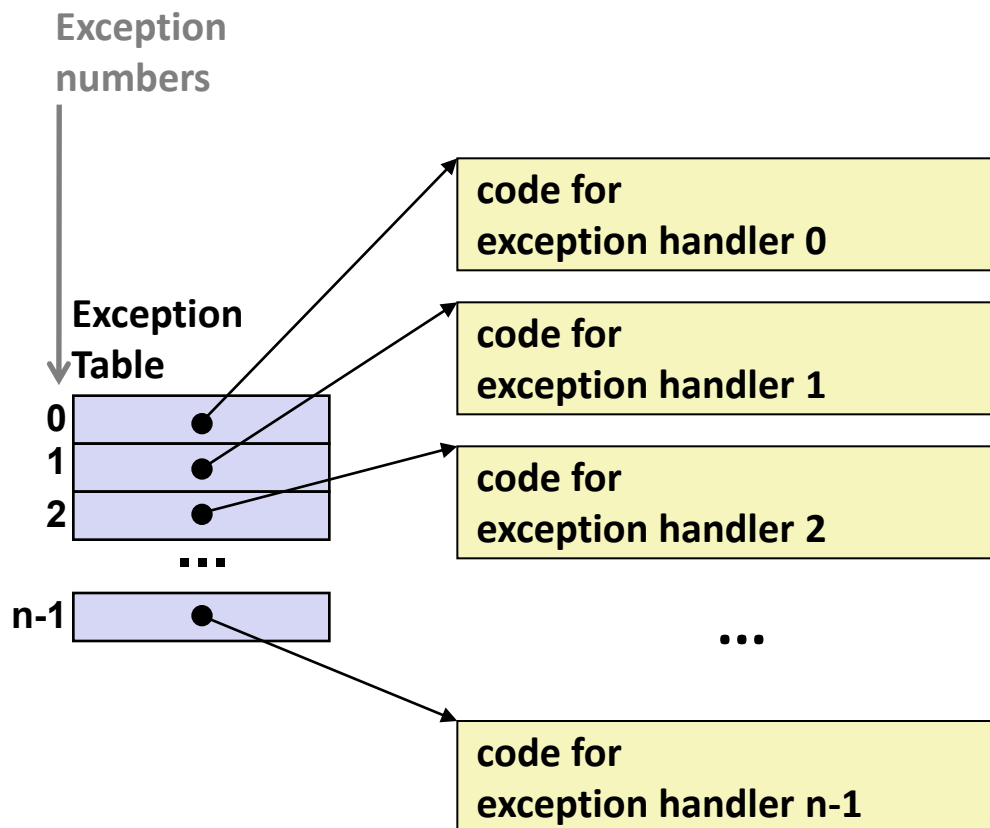 Exception
numbers
code for
exception handler 0
Exception
Table
code for
exception handler 1
0
1
2
...
n-1
code for
exception handler 2
...
code for
exception handler n-1